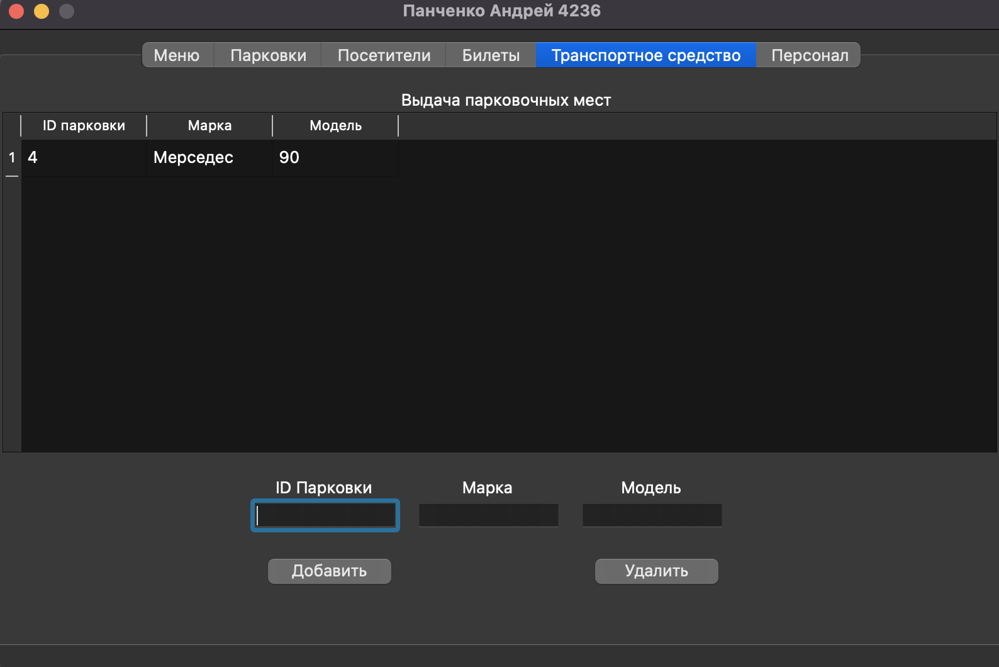 Панченко Андрей 4236
Меню Парковки Посетители Билеты Транспортное средство Персонал
Выдача парковочных мест
ID парковки Марка Модель
1 4 Мерседес 90
ID Парковки Марка Модель
Добавить Удалить